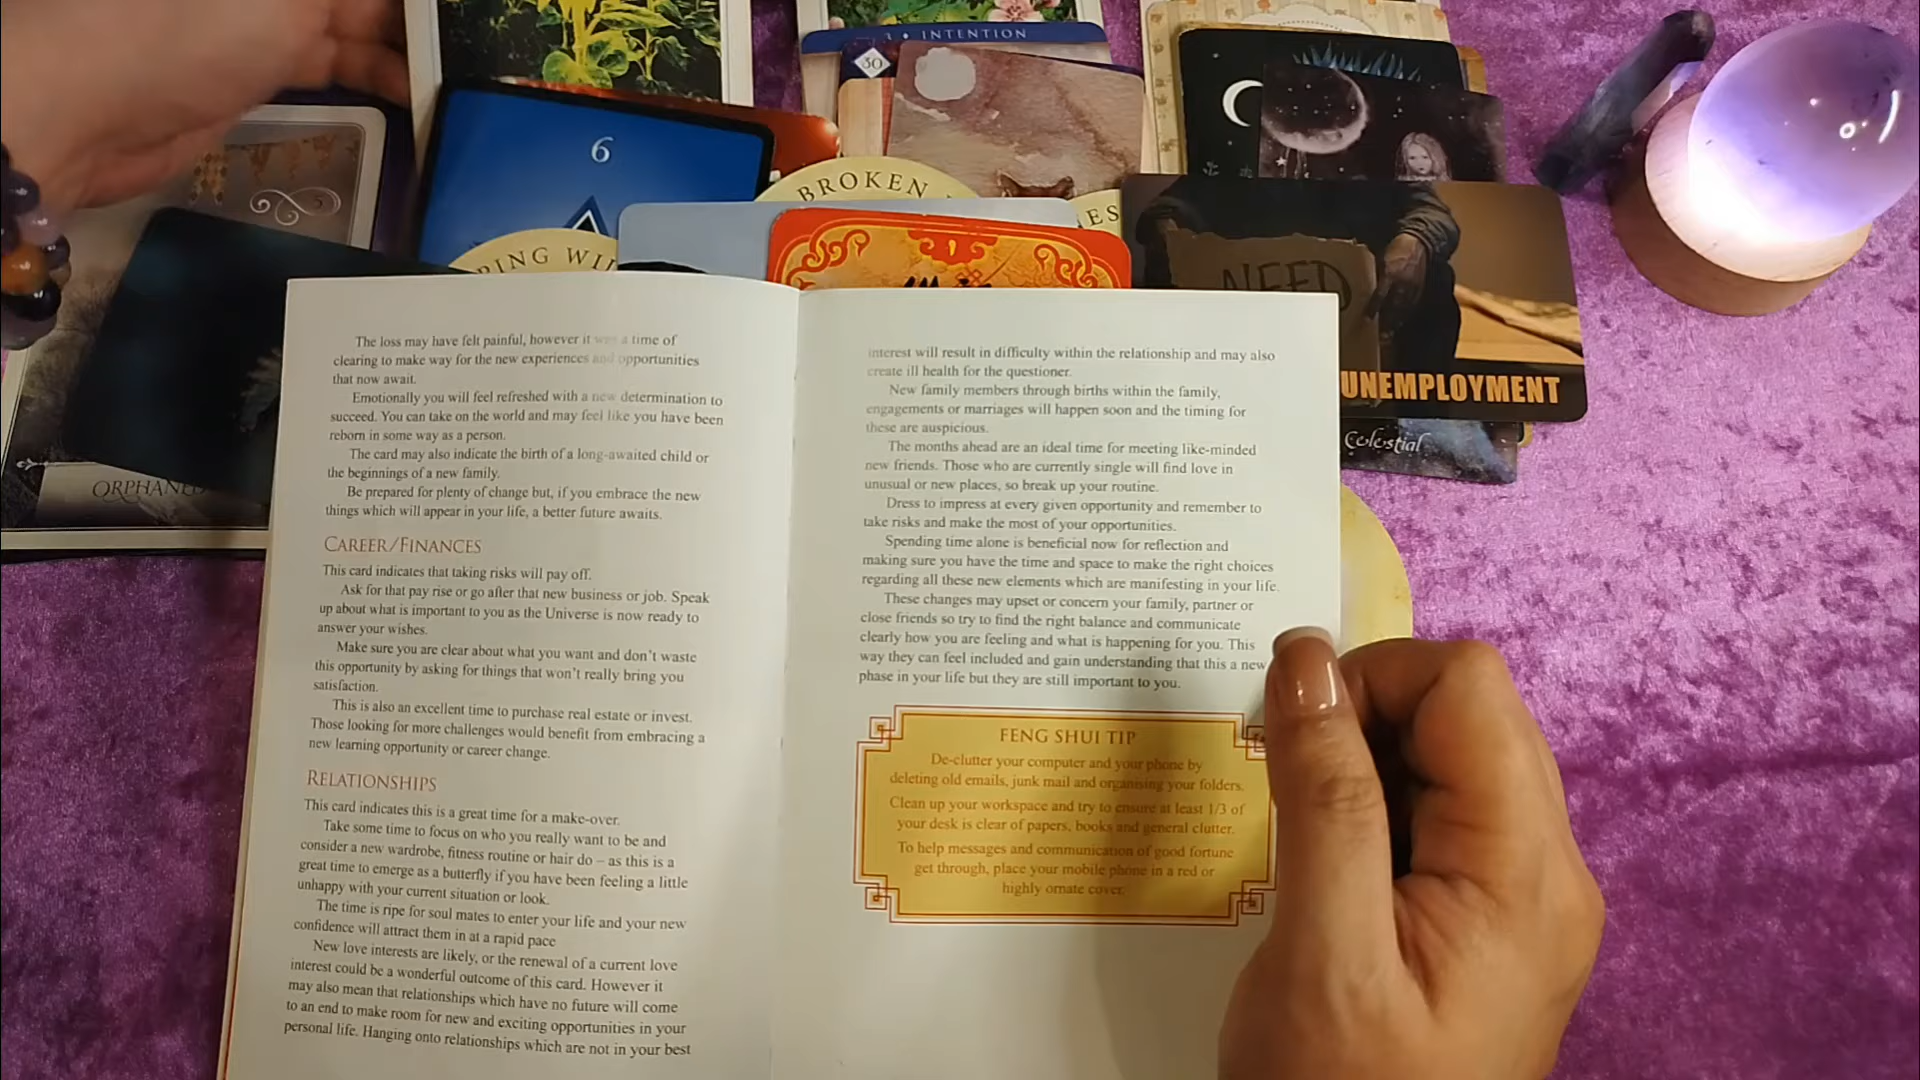 3 • INTENTION
30
6
BROKEN
5
NEED
UNEMPLOYMENT
Celestial
ORPHANED
The loss may have felt painful, however it was a time of
clearing to make way for the new experiences and opportunities
that now await.
Emotionally you will feel refreshed with a new determination to
succeed. You can take on the world and may feel like you have been
reborn in some way as a person.
The card may also indicate the birth of a long-awaited child or
the beginnings of a new family.
Be prepared for plenty of change but, if you embrace the new
things which will appear in your life, a better future awaits.
CAREER/FINANCES
This card indicates that taking risks will pay off.
Ask for that pay rise or go after that new business or job. Speak
up about what is important to you as the Universe is now ready to
answer your wishes.
Make sure you are clear about what you want and don't waste
this opportunity by asking for things that won't really bring you
satisfaction.
This is also an excellent time to purchase real estate or invest.
Those looking for more challenges would benefit from embracing a
new learning opportunity or career change.
RELATIONSHIPS
This card indicates this is a great time for a make-over.
Take some time to focus on who you really want to be and
consider a new wardrobe, fitness routine or hair do – as this is a
great time to emerge as a butterfly if you have been feeling a little
unhappy with your current situation or look.
The time is ripe for soul mates to enter your life and your new
confidence will attract them in at a rapid pace
New love interests are likely, or the renewal of a current love
interest could be a wonderful outcome of this card. However it
may also mean that relationships which have no future will come
to an end to make room for new and exciting opportunities in your
personal life. Hanging onto relationships which are not in your best
interest will result in difficulty within the relationship and may also
create ill health for the questioner.
New family members through births within the family,
engagements or marriages will happen soon and the timing for
these are auspicious.
The months ahead are an ideal time for meeting like-minded
new friends. Those who are currently single will find love in
unusual or new places, so break up your routine.
Dress to impress at every given opportunity and remember to
take risks and make the most of your opportunities.
Spending time alone is beneficial now for reflection and
making sure you have the time and space to make the right choices
regarding all these new elements which are manifesting in your life.
These changes may upset or concern your family, partner or
close friends so try to find the right balance and communicate
clearly how you are feeling and what is happening for you. This
way they can feel included and gain understanding that this a new
phase in your life but they are still important to you.
FENG SHUI TIP
De-clutter your computer and your phone by
deleting old emails, junk mail and organising your folders.
Clean up your workspace and try to ensure at least 1/3 of
your desk is clear of papers, books and general clutter.
To help messages and communication of good fortune
get through, place your mobile phone in a red or
highly ornate cover.